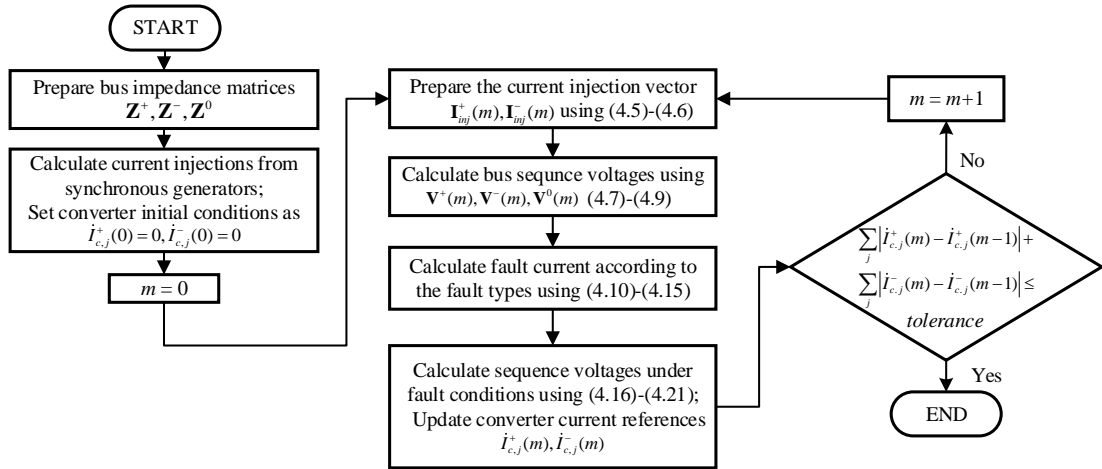 START
Prepare bus impedance matrices
Z⁺, Z⁻, Z⁰
Calculate current injections from
synchronous generators;
Set converter initial conditions as
İ⁺_{c,j}(0) = 0, İ⁻_{c,j}(0) = 0
m = 0
Prepare the current injection vector
I⁺_{inj}(m), I⁻_{inj}(m) using (4.5)-(4.6)
Calculate bus sequnce voltages using
V⁺(m), V⁻(m), V⁰(m) (4.7)-(4.9)
Calculate fault current according to
the fault types using (4.10)-(4.15)
Calculate sequence voltages under
fault conditions using (4.16)-(4.21);
Update converter current references
İ⁺_{c,j}(m), İ⁻_{c,j}(m)
m = m+1
No
∑_j |İ⁺_{c,j}(m) − İ⁺_{c,j}(m−1)| +
∑_j |İ⁻_{c,j}(m) − İ⁻_{c,j}(m−1)| ≤
tolerance
Yes
END